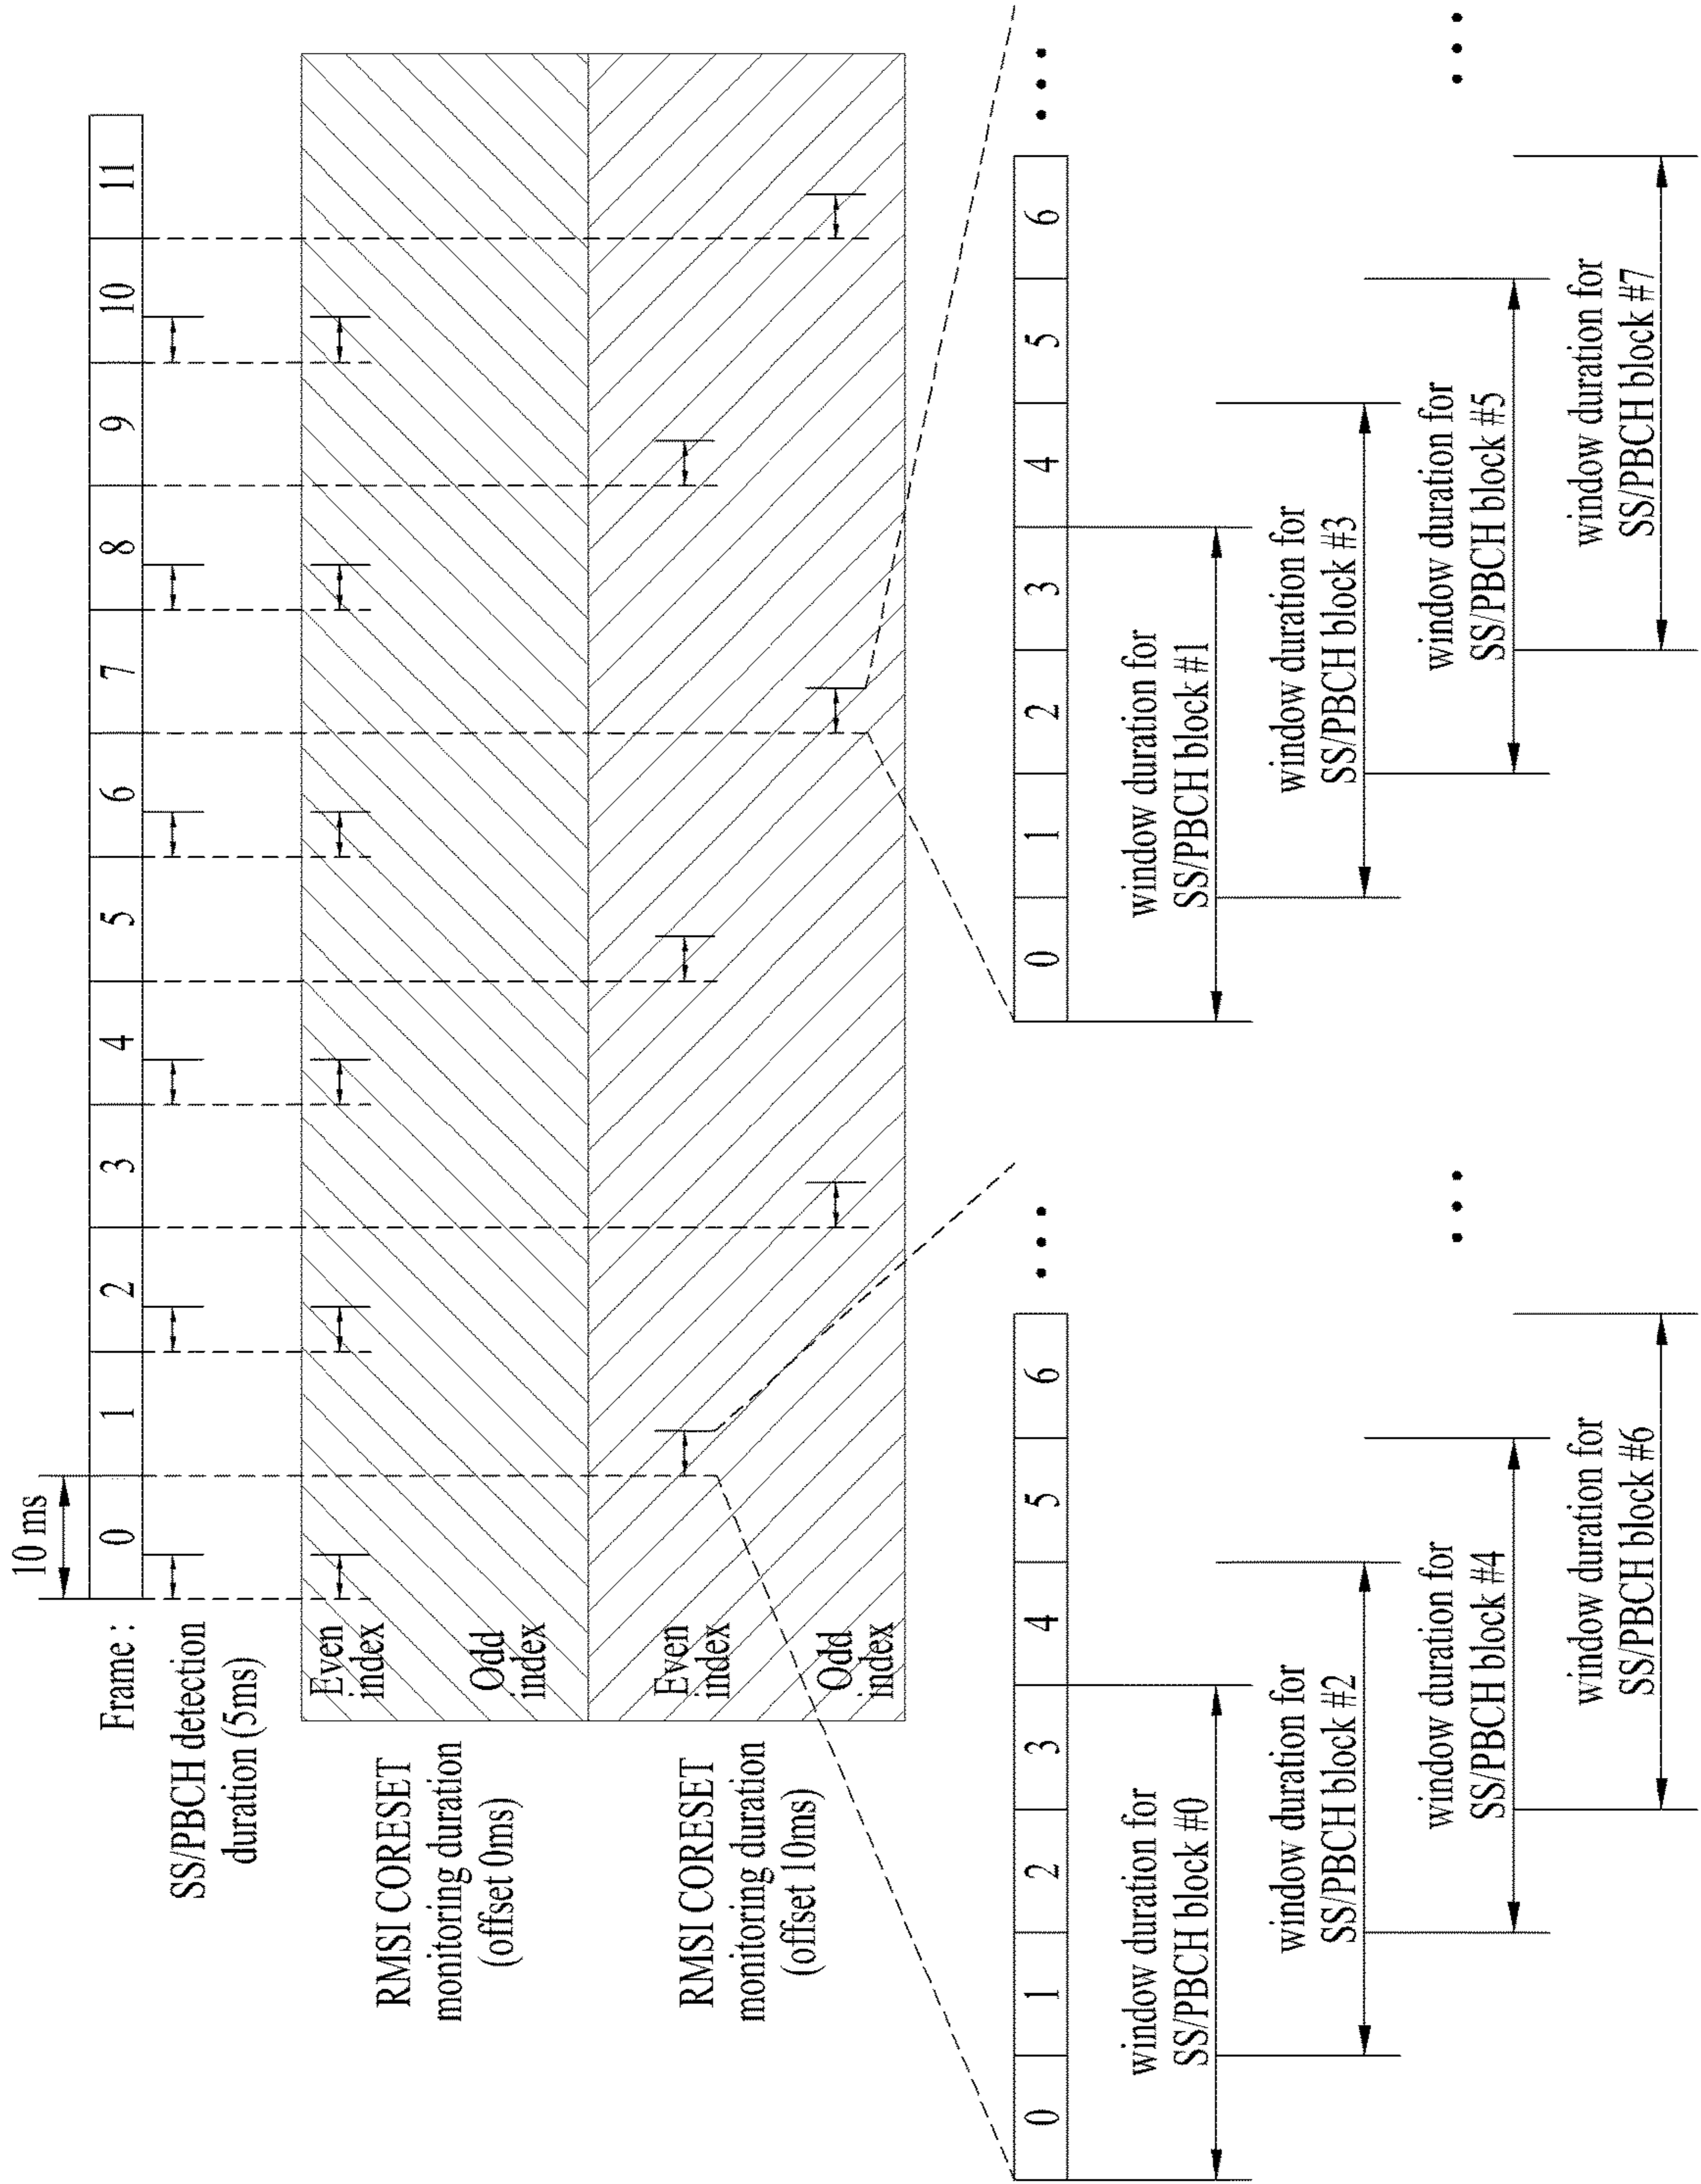 10 ms
Frame :
0 1 2 3 4 5 6 7 8 9 10 11
SS/PBCH detection
duration (5ms)
RMSI CORESET
monitoring duration
(offset 0ms)
Even
index
Odd
index
RMSI CORESET
monitoring duration
(offset 10ms)
Even
index
Odd
index
0 1 2 3 4 5 6
window duration for
SS/PBCH block #0
window duration for
SS/PBCH block #2
window duration for
SS/PBCH block #4
window duration for
SS/PBCH block #6
0 1 2 3 4 5 6
window duration for
SS/PBCH block #1
window duration for
SS/PBCH block #3
window duration for
SS/PBCH block #5
window duration for
SS/PBCH block #7